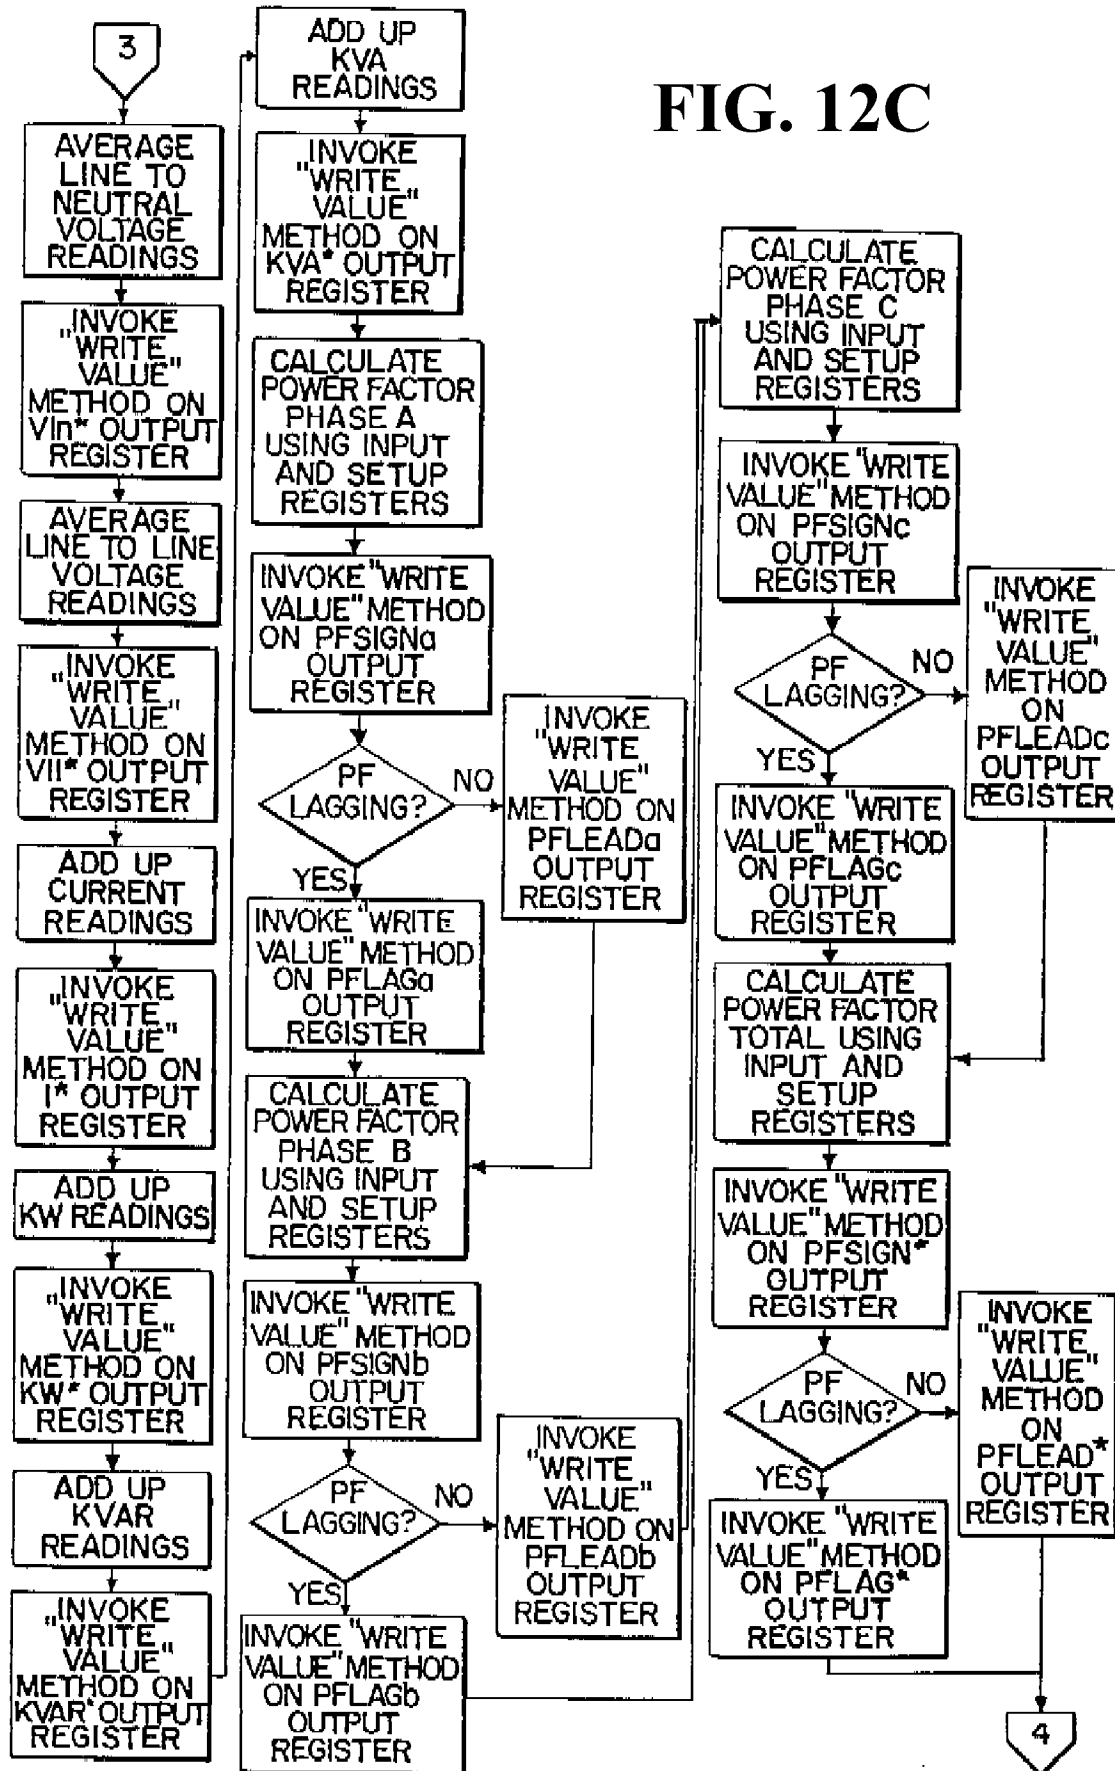 FIG. 12C
3
AVERAGE
LINE TO
NEUTRAL
VOLTAGE
READINGS
"INVOKE
"WRITE
VALUE"
METHOD ON
Vln* OUTPUT
REGISTER
AVERAGE
LINE TO LINE
VOLTAGE
READINGS
"INVOKE
"WRITE
VALUE"
METHOD ON
Vll* OUTPUT
REGISTER
ADD UP
CURRENT
READINGS
"INVOKE
"WRITE
VALUE"
METHOD ON
I* OUTPUT
REGISTER
ADD UP
KW READINGS
INVOKE
"WRITE
VALUE"
METHOD ON
KW* OUTPUT
REGISTER
ADD UP
KVAR
READINGS
INVOKE
"WRITE
VALUE"
METHOD ON
KVAR* OUTPUT
REGISTER
ADD UP
KVA
READINGS
INVOKE
"WRITE
VALUE"
METHOD ON
KVA* OUTPUT
REGISTER
CALCULATE
POWER FACTOR
PHASE A
USING INPUT
AND SETUP
REGISTERS
INVOKE "WRITE
VALUE" METHOD
ON PFSIGNa
OUTPUT
REGISTER
PF
LAGGING?
NO
YES
INVOKE
"WRITE
VALUE"
METHOD ON
PFLEADa
OUTPUT
REGISTER
INVOKE "WRITE
VALUE" METHOD
ON PFLAGa
OUTPUT
REGISTER
CALCULATE
POWER FACTOR
PHASE B
USING INPUT
AND SETUP
REGISTERS
INVOKE "WRITE
VALUE" METHOD
ON PFSIGNb
OUTPUT
REGISTER
PF
LAGGING?
NO
YES
INVOKE
"WRITE
VALUE"
METHOD ON
PFLEADb
OUTPUT
REGISTER
INVOKE "WRITE
VALUE" METHOD
ON PFLAGb
OUTPUT
REGISTER
CALCULATE
POWER FACTOR
PHASE C
USING INPUT
AND SETUP
REGISTERS
INVOKE "WRITE
VALUE" METHOD
ON PFSIGNc
OUTPUT
REGISTER
PF
LAGGING?
NO
YES
INVOKE
"WRITE
VALUE"
METHOD
ON
PFLEADc
OUTPUT
REGISTER
INVOKE "WRITE
VALUE" METHOD
ON PFLAGc
OUTPUT
REGISTER
CALCULATE
POWER FACTOR
TOTAL USING
INPUT AND
SETUP
REGISTERS
INVOKE "WRITE
VALUE" METHOD
ON PFSIGN*
OUTPUT
REGISTER
PF
LAGGING?
NO
YES
INVOKE
"WRITE
VALUE"
METHOD
ON
PFLEAD*
OUTPUT
REGISTER
INVOKE "WRITE
VALUE" METHOD
ON PFLAG*
OUTPUT
REGISTER
4